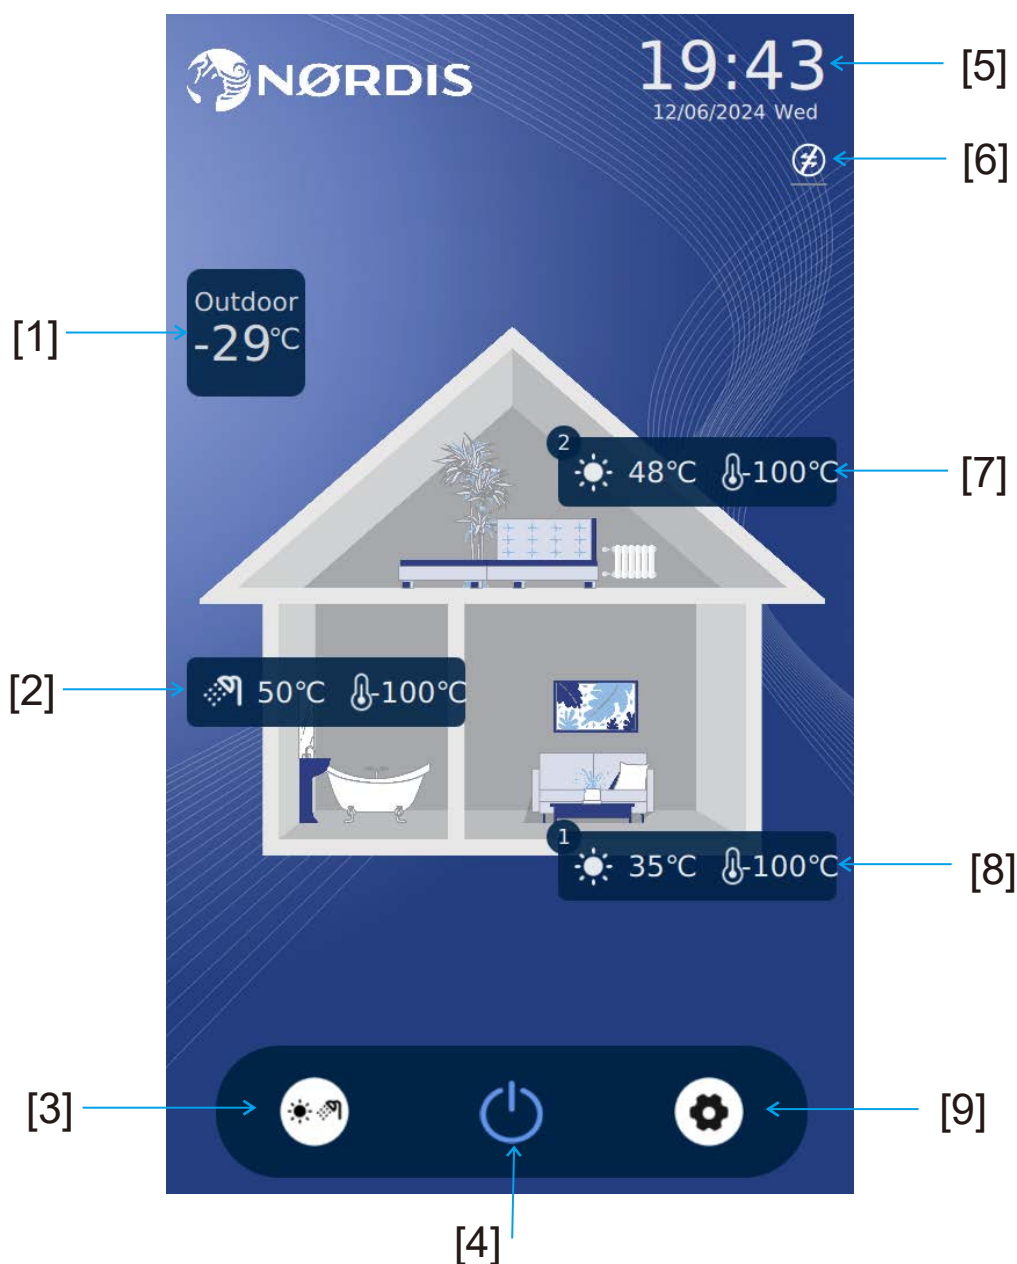 NØRDIS
19:43
[5]
12/06/2024 Wed
[6]
Outdoor
-29°C
[1]
2
48°C
-100°C
[7]
[2]
50°C
-100°C
1
35°C
-100°C
[8]
[3]
[9]
[4]